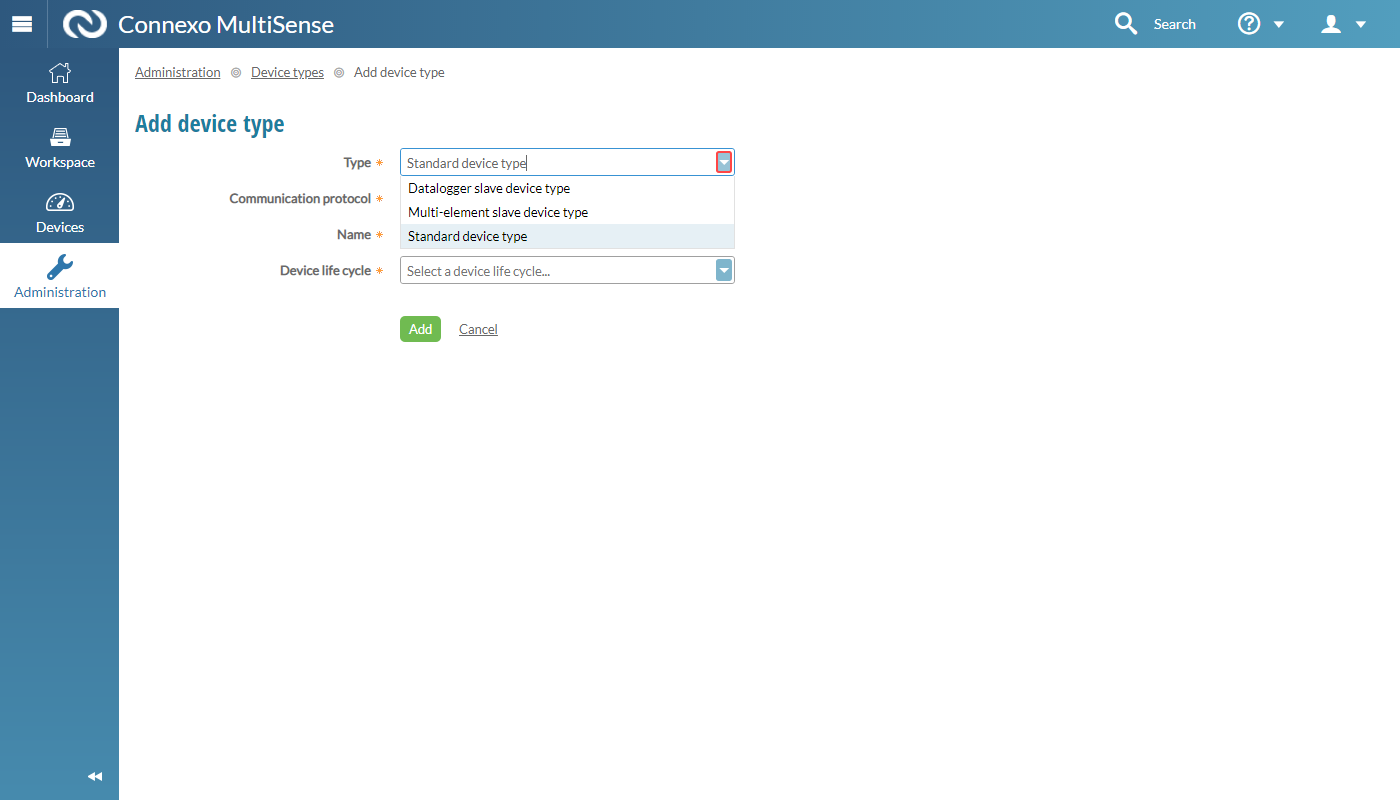 Connexo MultiSense
Search
Dashboard
Workspace
Devices
Administration
Administration Device types Add device type
Add device type
Type * Standard device type
Datalogger slave device type
Multi-element slave device type
Standard device type
Communication protocol *
Name *
Device life cycle * Select a device life cycle...
Add Cancel